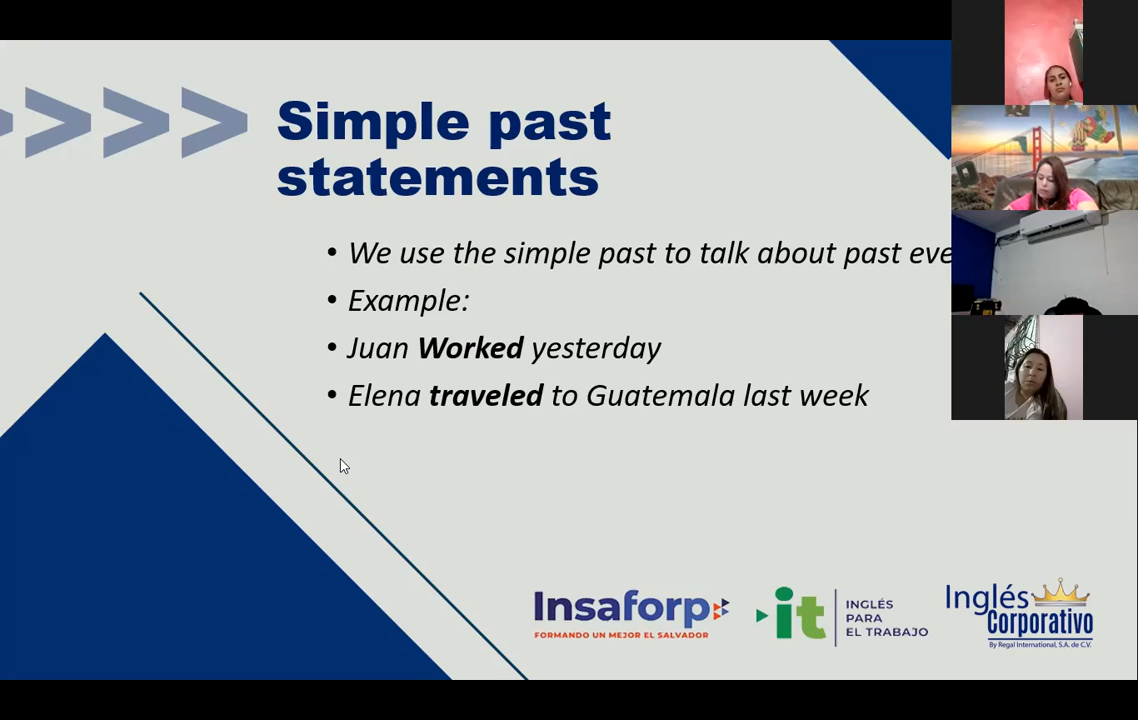 Simple past
statements
• We use the simple past to talk about past
• Example:
• Juan Worked yesterday
• Elena traveled to Guatemala last week
Insaforp
FORMANDO UN MEJOR EL SALVADOR
it
INGLÉS
PARA
EL TRABAJO
Inglés
Corporativo
By Regal International, S.A. de C.V.